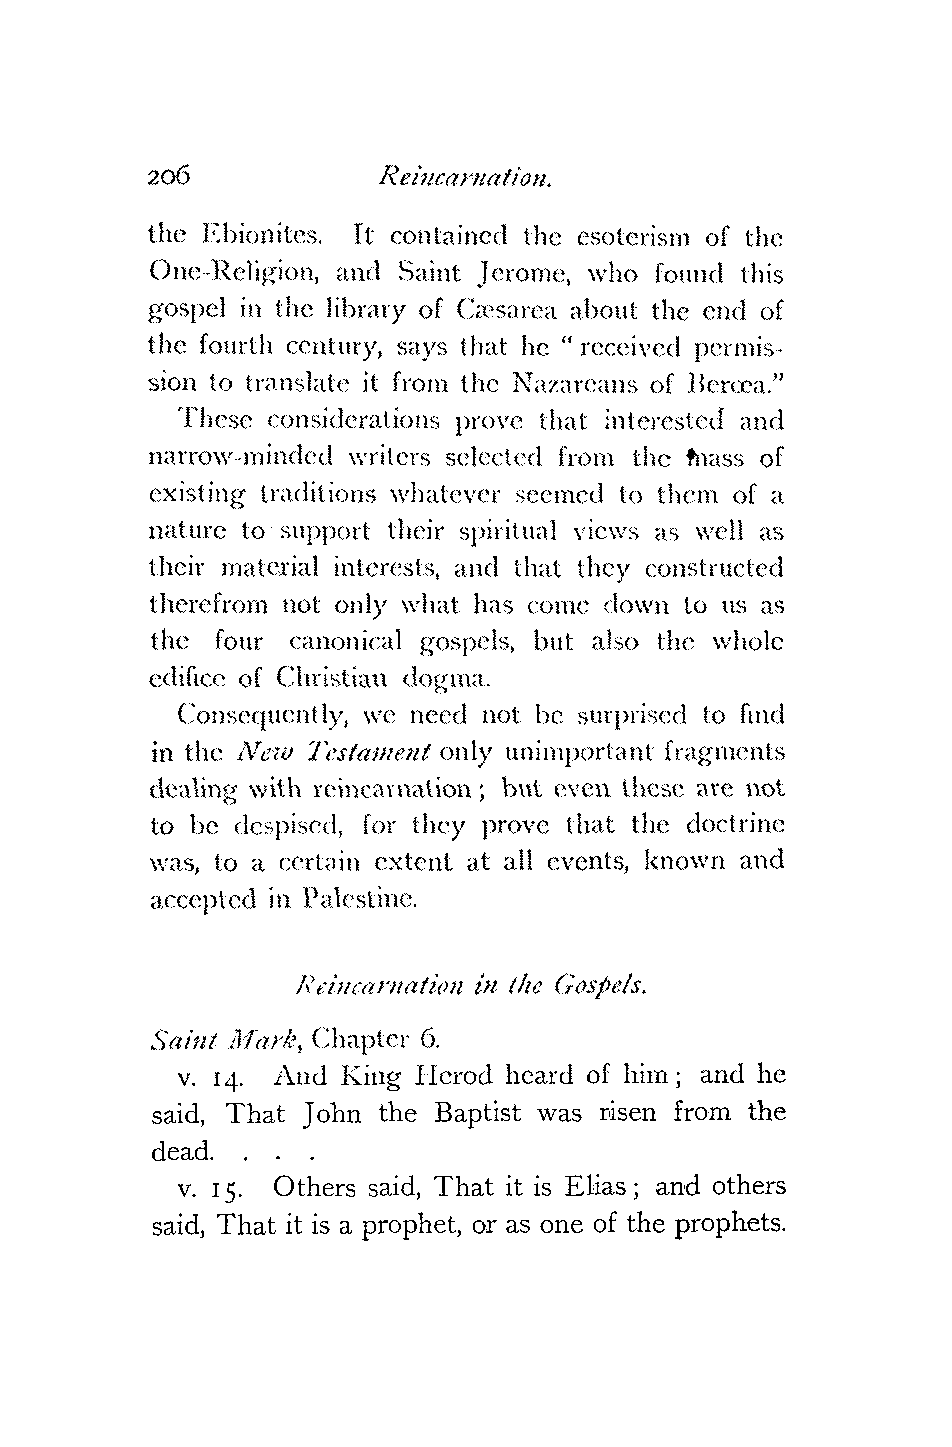 206 Reincarnation.
the Ebionites. It contained the esoterism of the
One-Religion, and Saint Jerome, who found this
gospel in the library of Cæsarea about the end of
the fourth century, says that he “received permis-
sion to translate it from the Nazareans of Berœa.”
These considerations prove that interested and
narrow-minded writers selected from the mass of
existing traditions whatever seemed to them of a
nature to support their spiritual views as well as
their material interests, and that they constructed
therefrom not only what has come down to us as
the four canonical gospels, but also the whole
edifice of Christian dogma.
Consequently, we need not be surprised to find
in the New Testament only unimportant fragments
dealing with reincarnation; but even these are not
to be despised, for they prove that the doctrine
was, to a certain extent at all events, known and
accepted in Palestine.
Reincarnation in the Gospels.
Saint Mark, Chapter 6.
v. 14. And King Herod heard of him; and he
said, That John the Baptist was risen from the
dead. . . .
v. 15. Others said, That it is Elias; and others
said, That it is a prophet, or as one of the prophets.